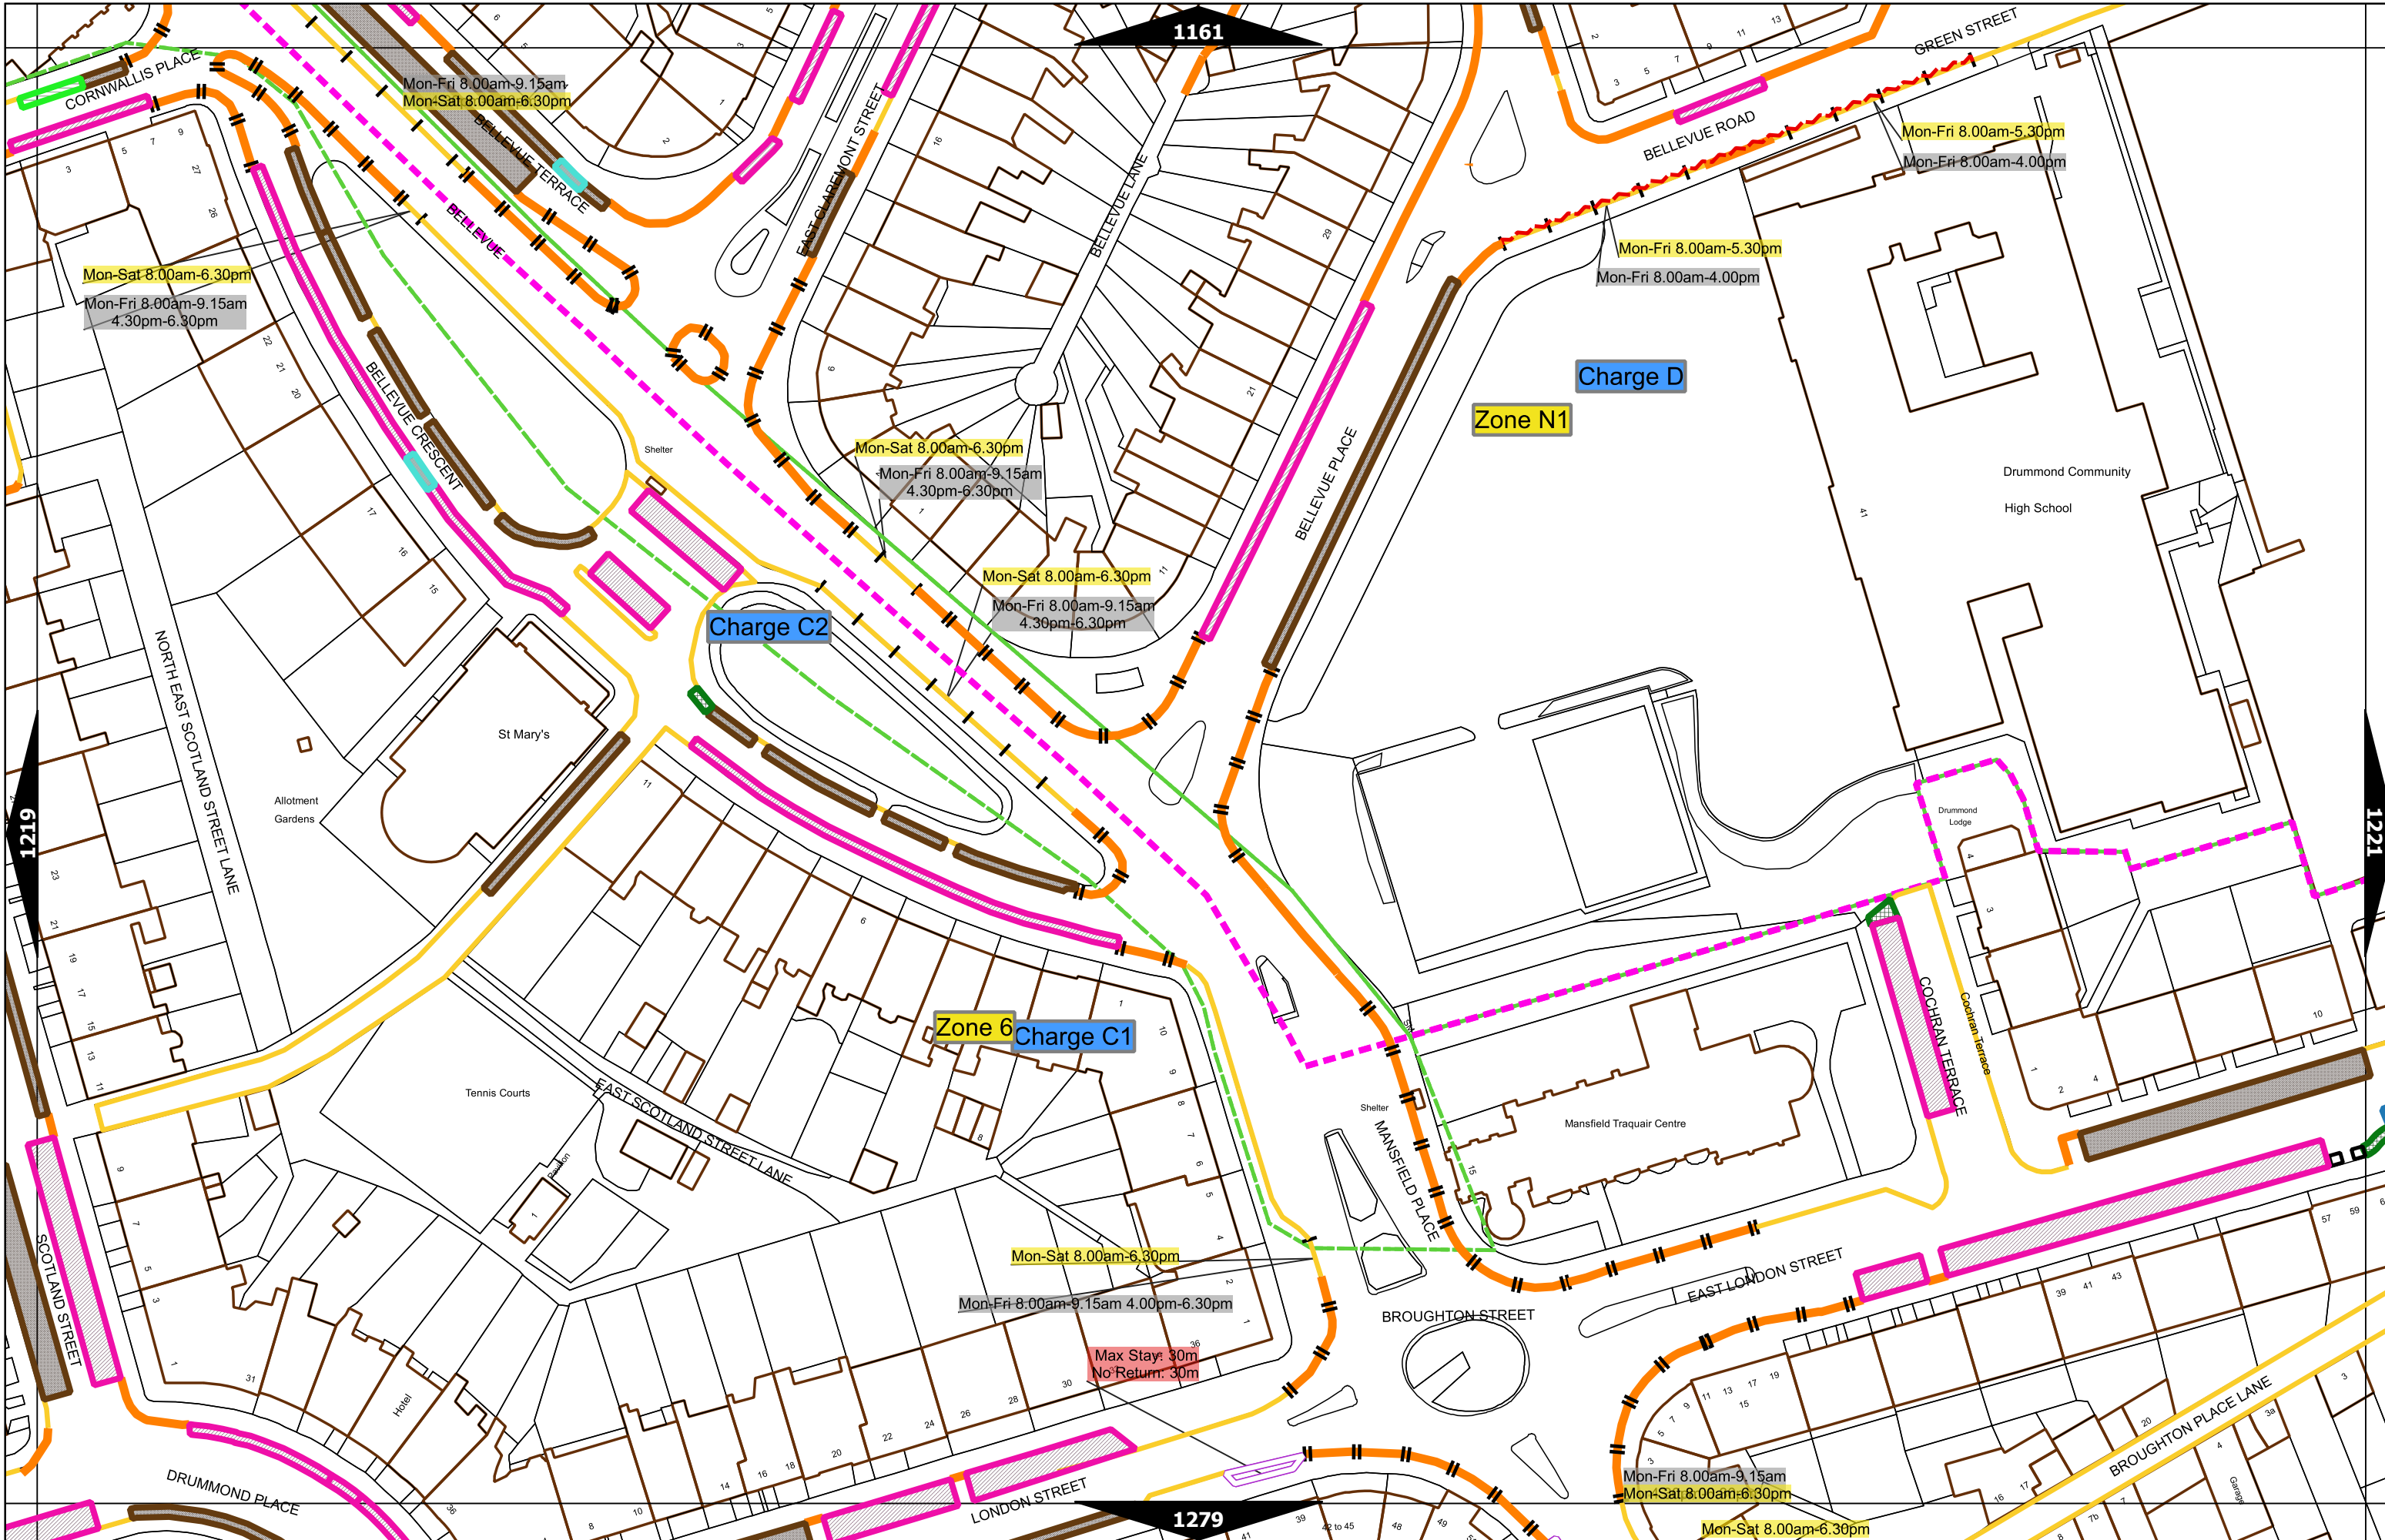 1161
GREEN STREET
CORNWALLIS PLACE
Mon-Fri 8.00am-9.15am
Mon-Sat 8.00am-6.30pm
BELLEVUE TERRACE
EAST CLAREMONT STREET
BELLEVUE LANE
BELLEVUE ROAD
Mon-Fri 8.00am-5.30pm
Mon-Fri 8.00am-4.00pm
BELLEVUE
Mon-Fri 8.00am-5.30pm
Mon-Fri 8.00am-4.00pm
Mon-Sat 8.00am-6.30pm
Mon-Fri 8.00am-9.15am
4.30pm-6.30pm
BELLEVUE CRESCENT
Charge D
Zone N1
Shelter
Mon-Sat 8.00am-6.30pm
Mon-Fri 8.00am-9.15am
4.30pm-6.30pm
BELLEVUE PLACE
Drummond Community
High School
41
Mon-Sat 8.00am-6.30pm
Mon-Fri 8.00am-9.15am
4.30pm-6.30pm
Charge C2
NORTH EAST SCOTLAND STREET LANE
St Mary's
Allotment
Gardens
1219
1221
Drummond
Lodge
Zone 6
Charge C1
COCHRAN TERRACE
Cochran Terrace
Tennis Courts
EAST SCOTLAND STREET LANE
Pavilion
Shelter
MANSFIELD PLACE
Mansfield Traquair Centre
15
SCOTLAND STREET
Mon-Sat 8.00am-6.30pm
Mon-Fri 8.00am-9.15am 4.00pm-6.30pm
EAST LONDON STREET
BROUGHTON STREET
Max Stay: 30m
No Return: 30m
Hotel
BROUGHTON PLACE LANE
DRUMMOND PLACE
LONDON STREET
Mon-Fri 8.00am-9.15am
Mon-Sat 8.00am-6.30pm
Garage
1279
42 to 45
48
49
Mon-Sat 8.00am-6.30pm